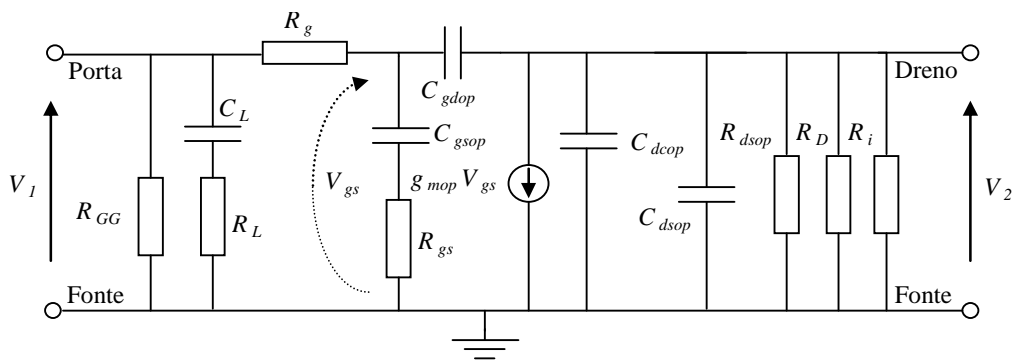 R_g
Porta
Dreno
C_gdop
C_L
C_gsop
V_gs
g_mop V_gs
C_dcop
R_dsop
R_D
R_i
V_1
R_GG
R_L
R_gs
C_dsop
V_2
Fonte
Fonte